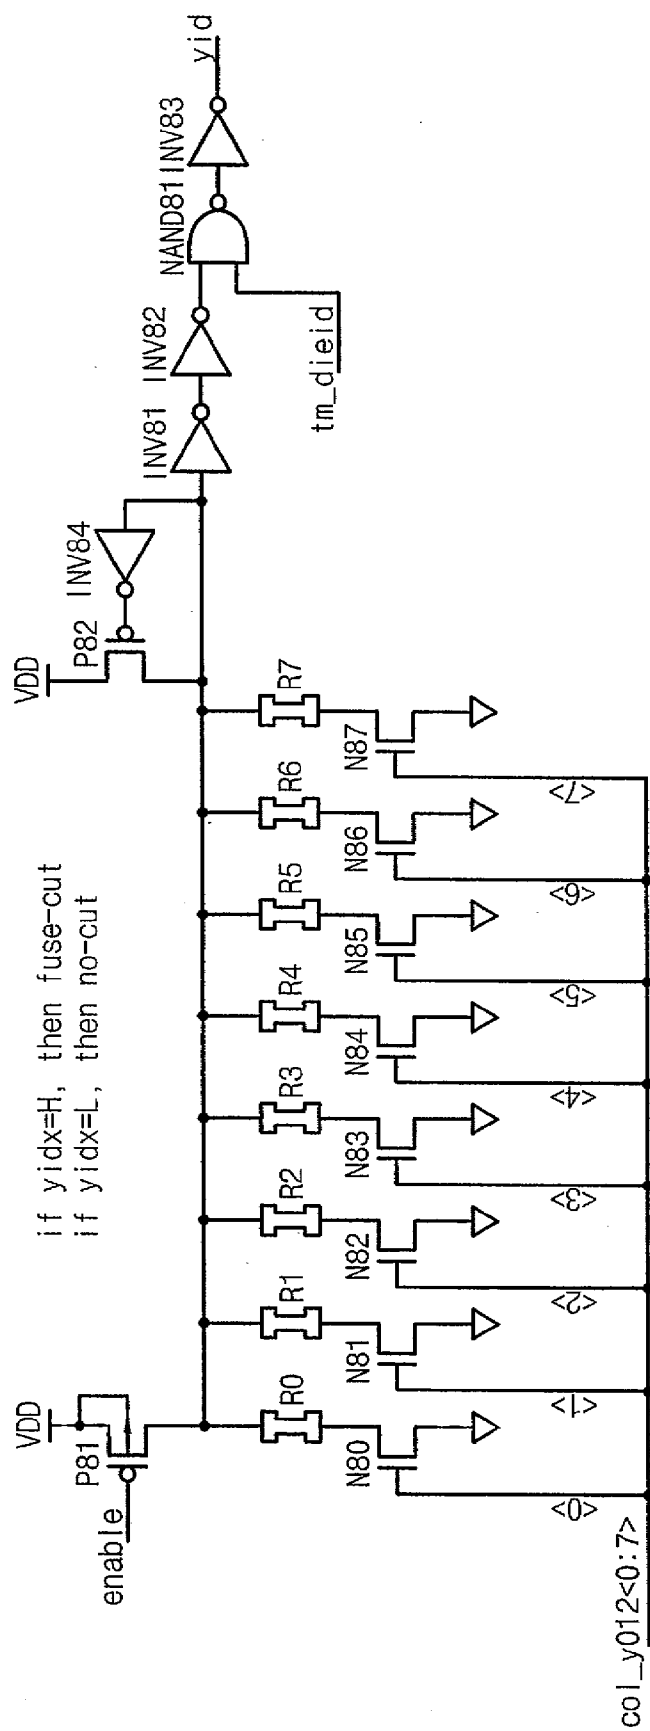 if yidx=H, then fuse-cut
if yidx=L, then no-cut
VDD
P81
enable
VDD
P82
INV84
INV81
INV82
NAND81
INV83
yid
tm_dieid
R0
R1
R2
R3
R4
R5
R6
R7
N80
N81
N82
N83
N84
N85
N86
N87
<0>
<1>
<2>
<3>
<4>
<5>
<6>
<7>
col_y012<0:7>